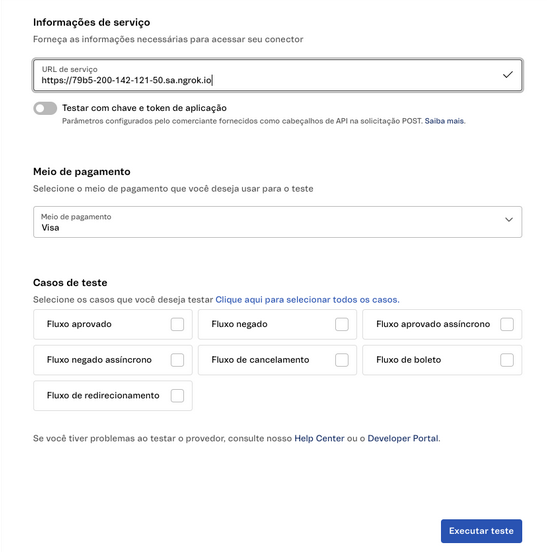 Informações de serviço
Forneça as informações necessárias para acessar seu conector
URL de serviço
https://79b5-200-142-121-50.sa.ngrok.io
Testar com chave e token de aplicação
Parâmetros configurados pelo comerciante fornecidos como cabeçalhos de API na solicitação POST. Saiba mais.
Meio de pagamento
Selecione o meio de pagamento que você deseja usar para o teste
Meio de pagamento
Visa
Casos de teste
Selecione os casos que você deseja testar Clique aqui para selecionar todos os casos.
Fluxo aprovado
Fluxo negado
Fluxo aprovado assíncrono
Fluxo negado assíncrono
Fluxo de cancelamento
Fluxo de boleto
Fluxo de redirecionamento
Se você tiver problemas ao testar o provedor, consulte nosso Help Center ou o Developer Portal.
Executar teste